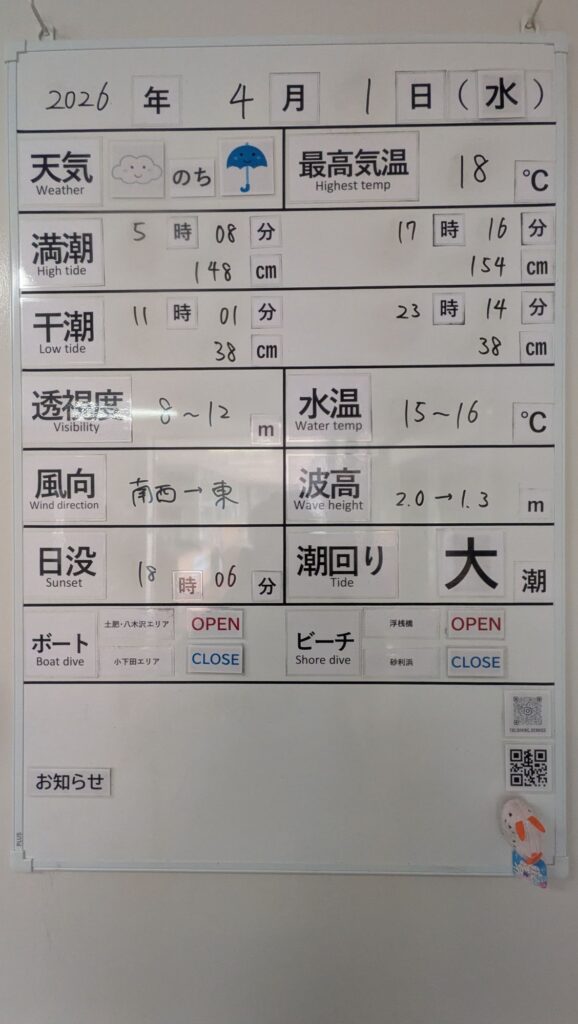 2026 年 4 月 1 日 (水)
天気 Weather のち
最高気温 Highest temp 18 ℃
満潮 High tide 5 時 08 分 148 cm
17 時 16 分 154 cm
干潮 Low tide 11 時 01 分 38 cm
23 時 14 分 38 cm
透視度 Visibility 8～12 m
水温 Water temp 15～16 ℃
風向 Wind direction 南西→東
波高 Wave height 2.0→1.3 m
日没 Sunset 18 時 06 分
潮回り Tide 大 潮
ボート Boat dive
土肥・八木沢エリア OPEN
小下田エリア CLOSE
ビーチ Shore dive
浮桟橋 OPEN
砂利浜 CLOSE
お知らせ
PLUS